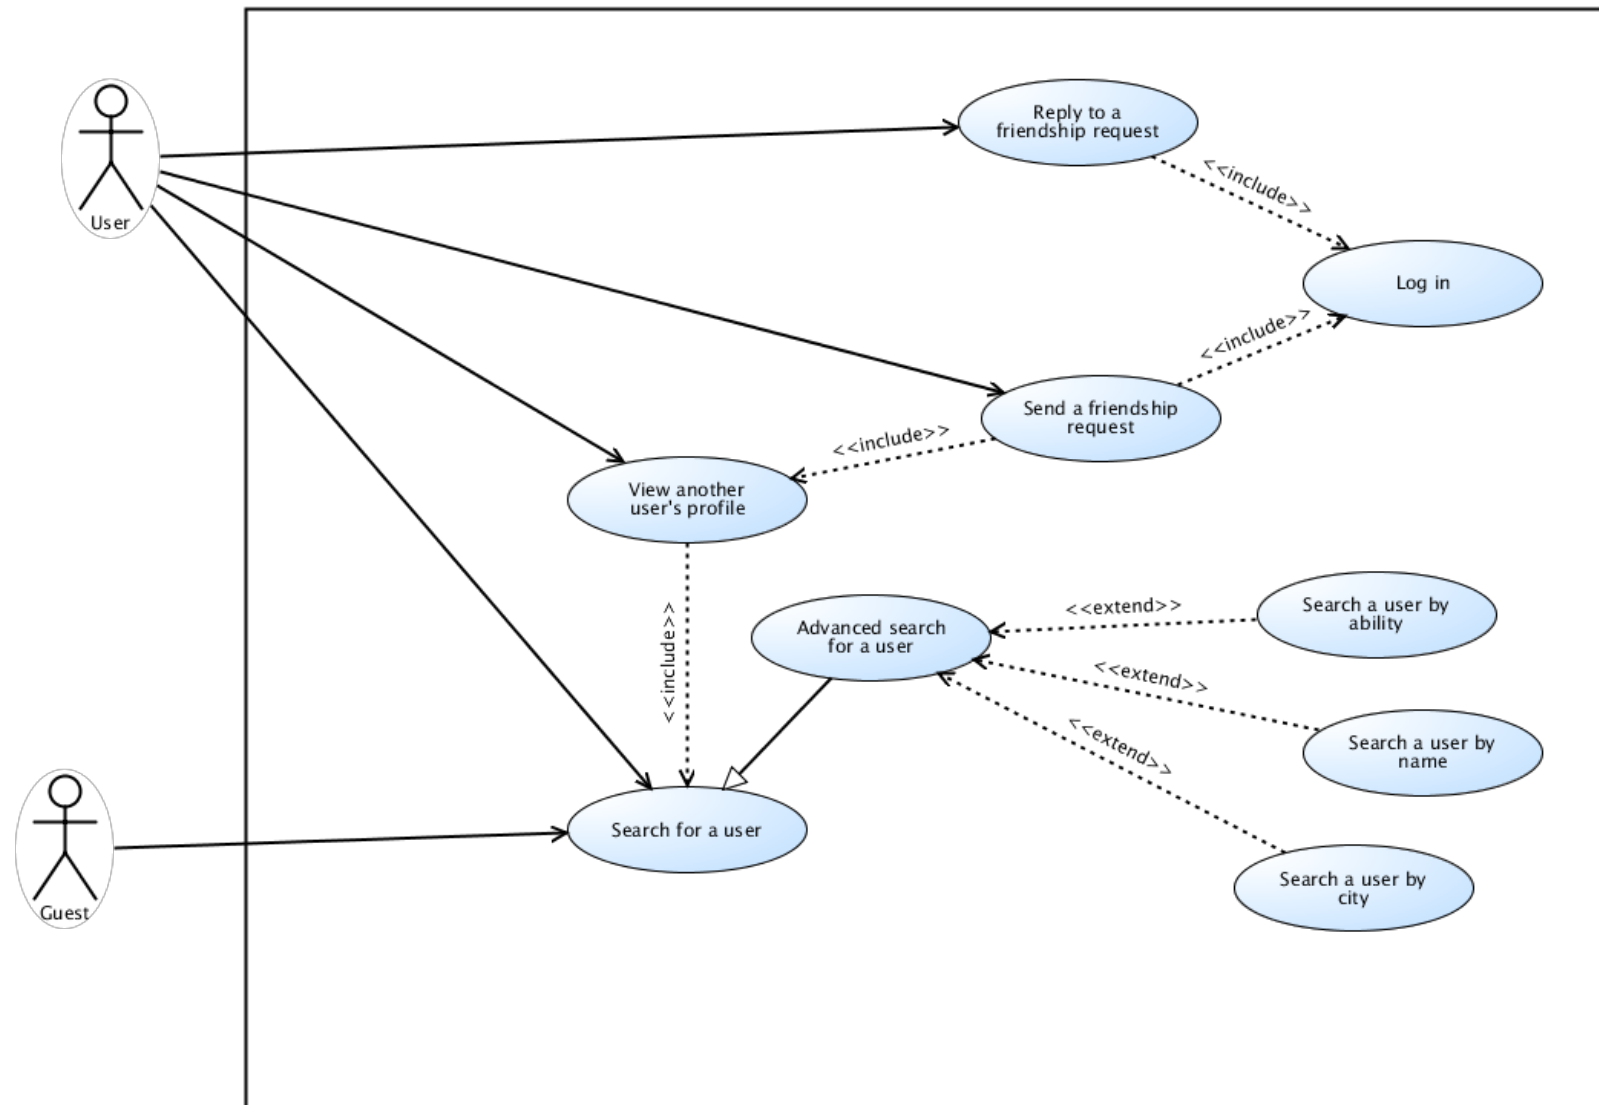 Reply to a
friendship request
<<include>>
User
Log in
<<include>>
Send a friendship
request
<<include>>
View another
user's profile
<<include>>
Advanced search
for a user
<<extend>>
Search a user by
ability
<<extend>>
Search a user by
name
<<extend>>
Search for a user
Search a user by
city
Guest